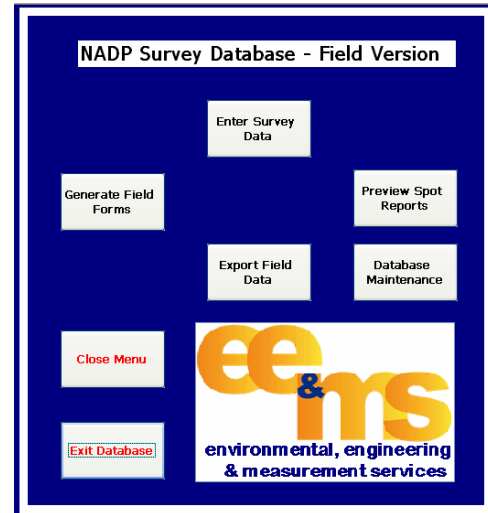 NADP Survey Database - Field Version
Enter Survey
Data
Generate Field
Forms
Preview Spot
Reports
Export Field
Data
Database
Maintenance
Close Menu
Exit Database
ee&ms
environmental, engineering
& measurement services